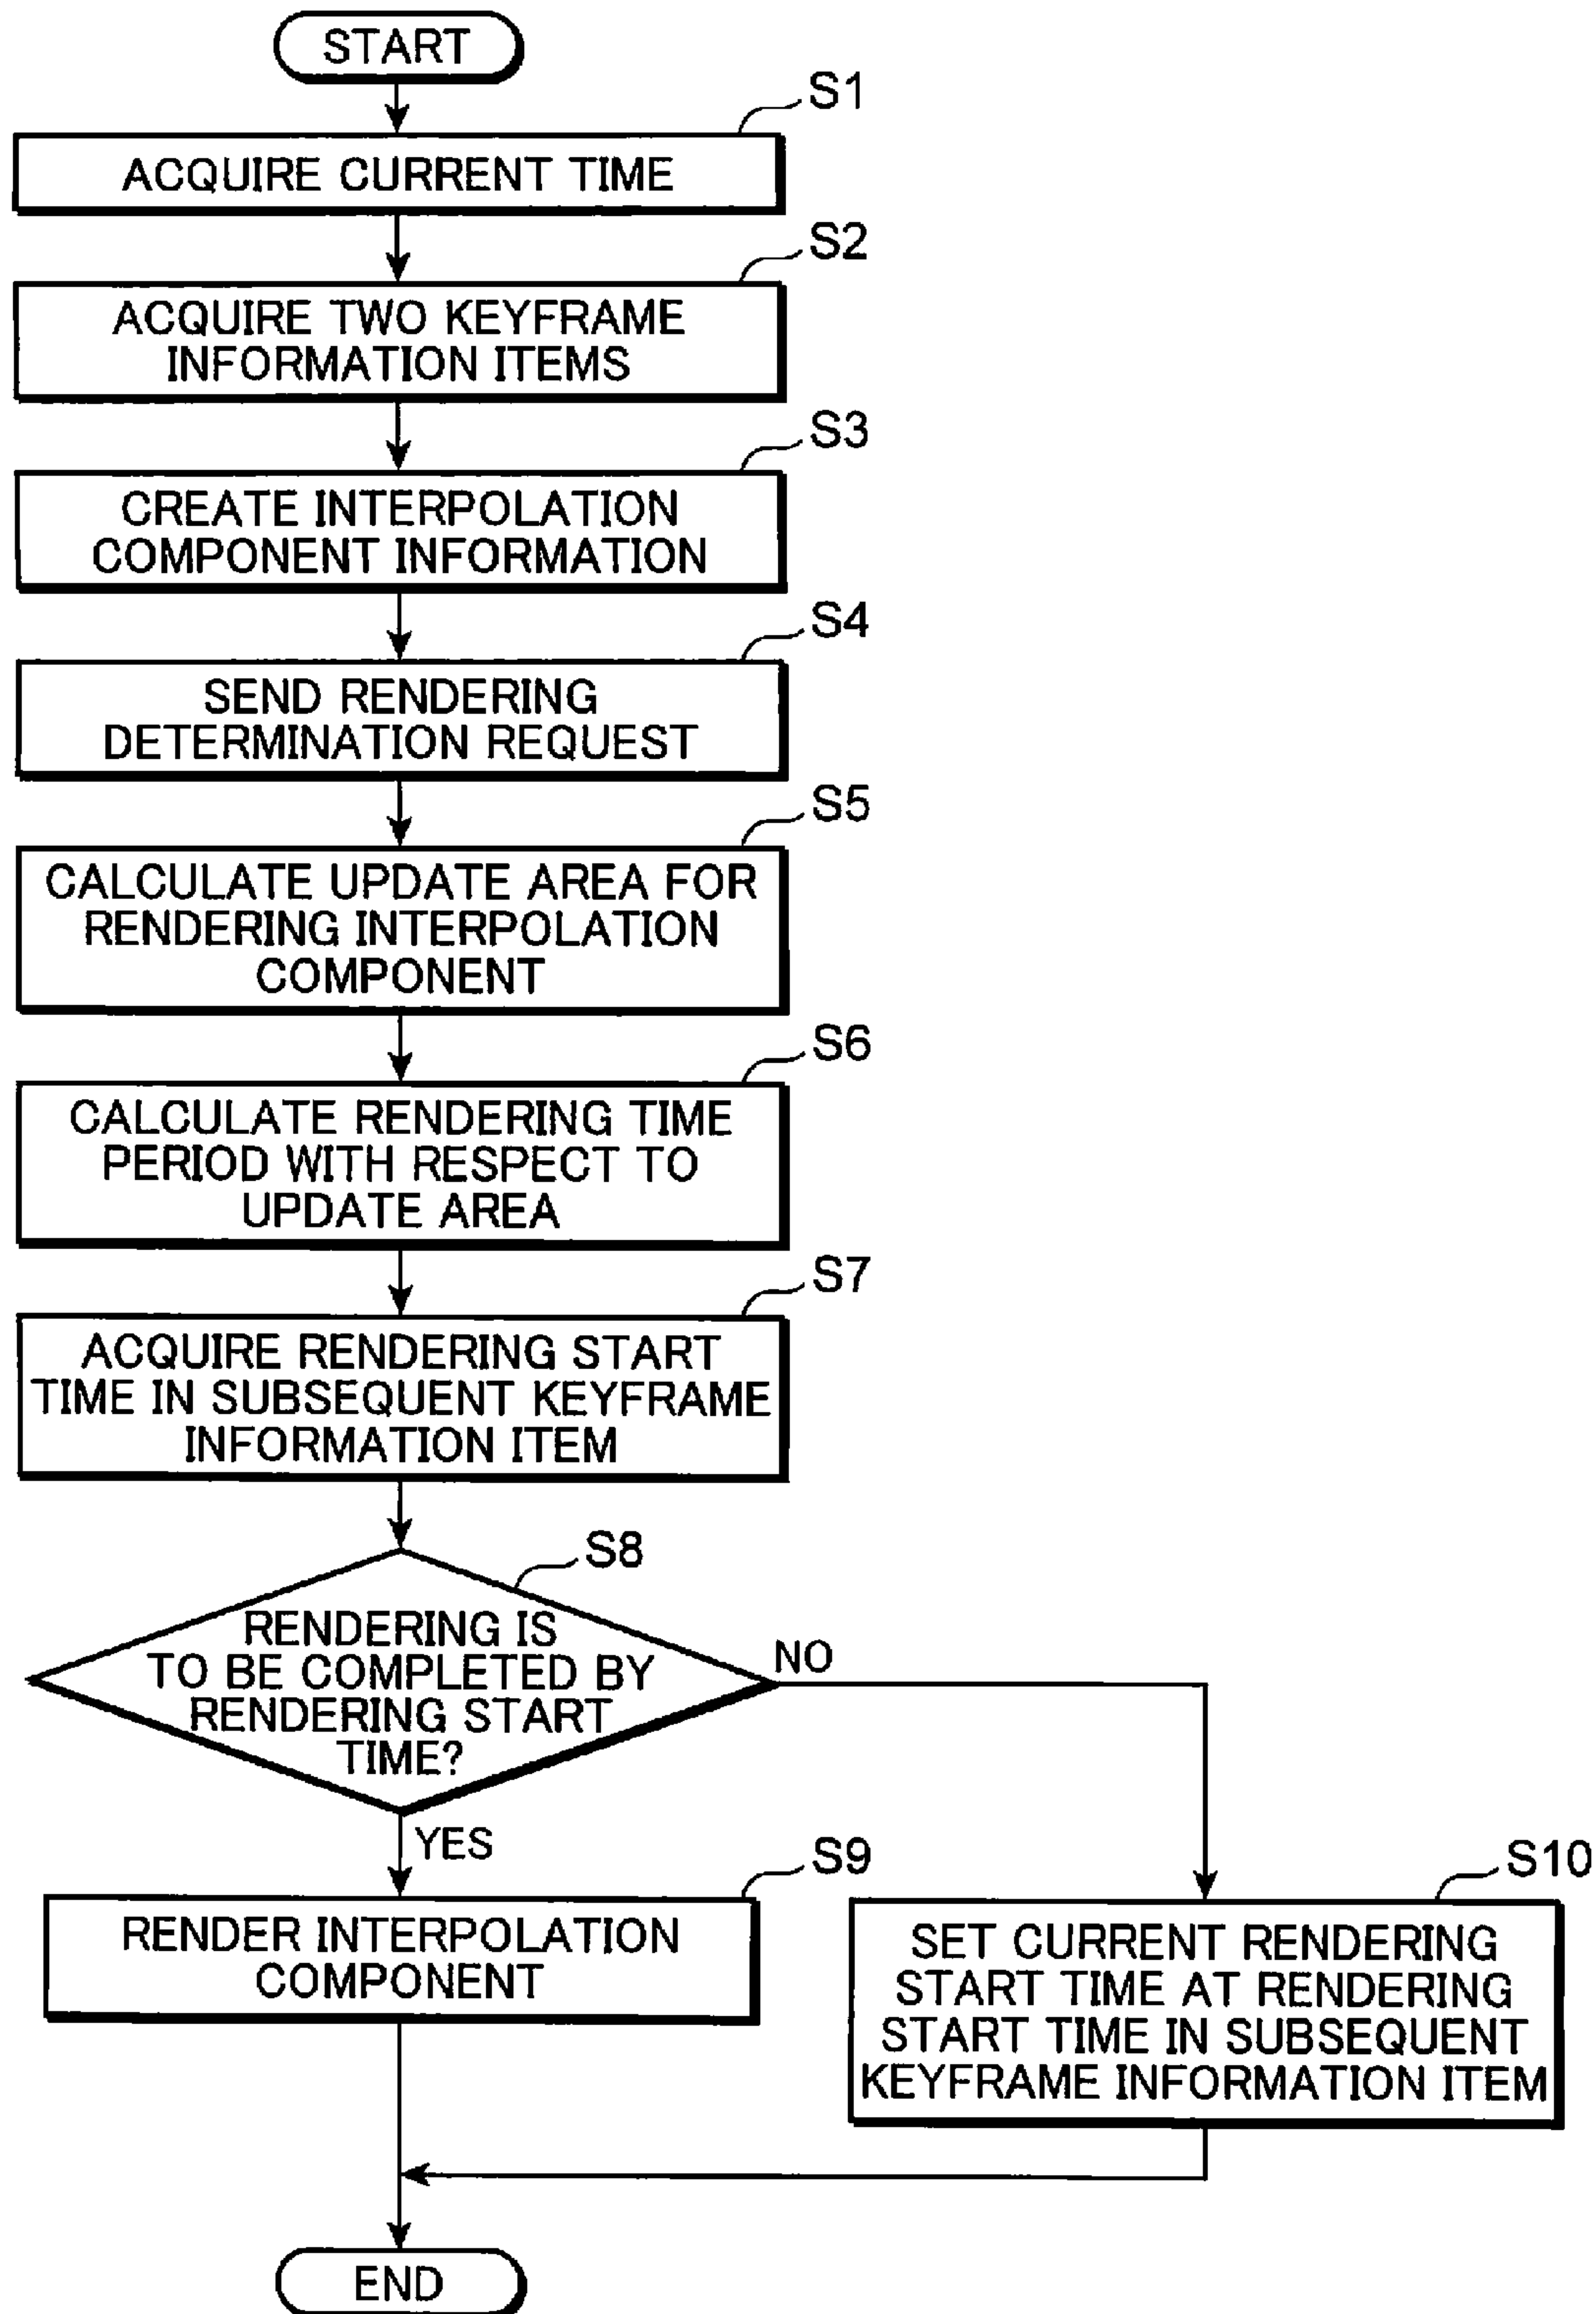 START
S1
ACQUIRE CURRENT TIME
S2
ACQUIRE TWO KEYFRAME
INFORMATION ITEMS
S3
CREATE INTERPOLATION
COMPONENT INFORMATION
S4
SEND RENDERING
DETERMINATION REQUEST
S5
CALCULATE UPDATE AREA FOR
RENDERING INTERPOLATION
COMPONENT
S6
CALCULATE RENDERING TIME
PERIOD WITH RESPECT TO
UPDATE AREA
S7
ACQUIRE RENDERING START
TIME IN SUBSEQUENT KEYFRAME
INFORMATION ITEM
S8
RENDERING IS
TO BE COMPLETED BY
RENDERING START
TIME?
NO
YES
S9
RENDER INTERPOLATION
COMPONENT
S10
SET CURRENT RENDERING
START TIME AT RENDERING
START TIME IN SUBSEQUENT
KEYFRAME INFORMATION ITEM
END